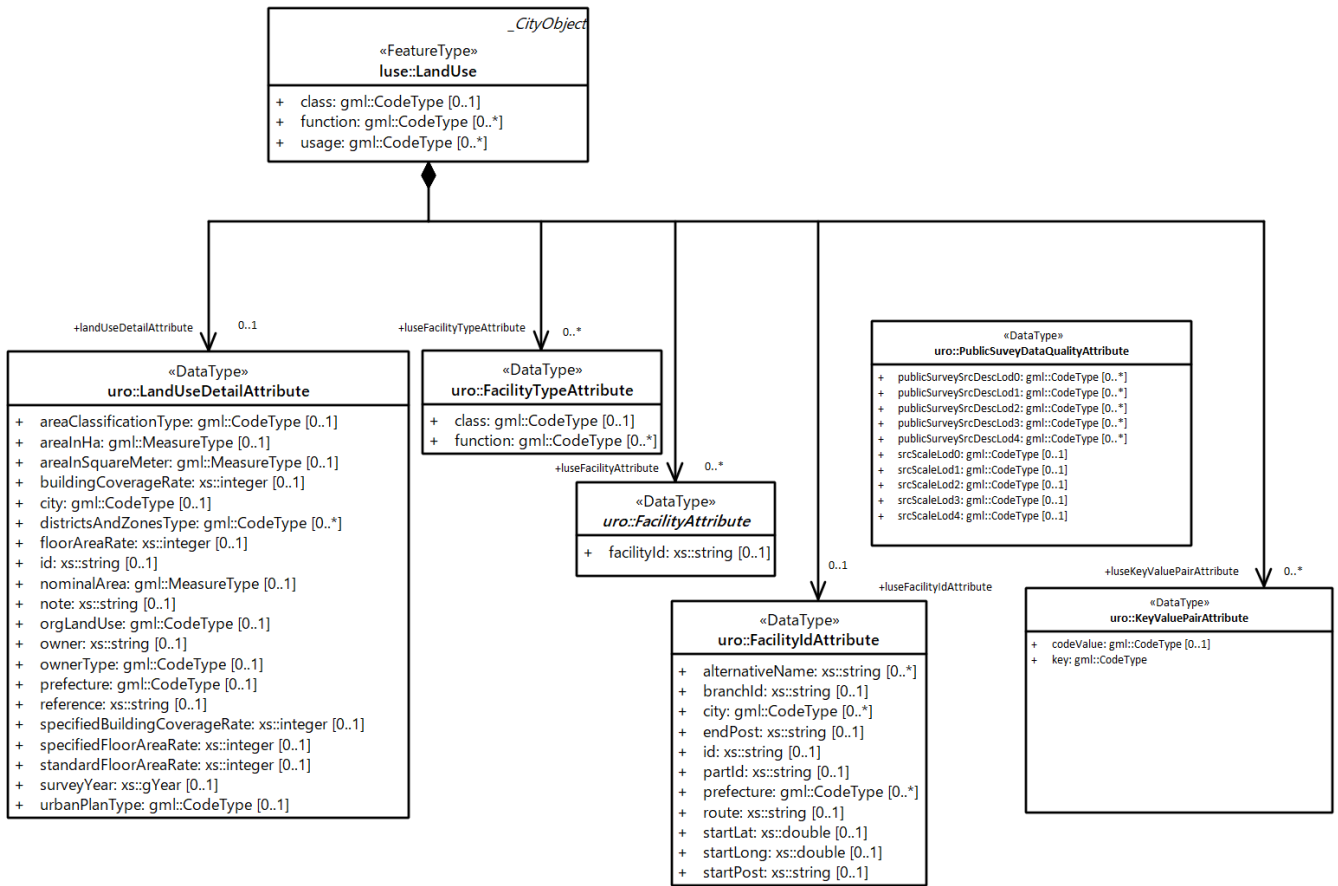 _CityObject
«FeatureType»
luse::LandUse
+ class: gml::CodeType [0..1]
+ function: gml::CodeType [0..*]
+ usage: gml::CodeType [0..*]
+landUseDetailAttribute 0..1
«DataType»
uro::LandUseDetailAttribute
+ areaClassificationType: gml::CodeType [0..1]
+ areaInHa: gml::MeasureType [0..1]
+ areaInSquareMeter: gml::MeasureType [0..1]
+ buildingCoverageRate: xs::integer [0..1]
+ city: gml::CodeType [0..1]
+ districtsAndZonesType: gml::CodeType [0..*]
+ floorAreaRate: xs::integer [0..1]
+ id: xs::string [0..1]
+ nominalArea: gml::MeasureType [0..1]
+ note: xs::string [0..1]
+ orgLandUse: gml::CodeType [0..1]
+ owner: xs::string [0..1]
+ ownerType: gml::CodeType [0..1]
+ prefecture: gml::CodeType [0..1]
+ reference: xs::string [0..1]
+ specifiedBuildingCoverageRate: xs::integer [0..1]
+ specifiedFloorAreaRate: xs::integer [0..1]
+ standardFloorAreaRate: xs::integer [0..1]
+ surveyYear: xs::gYear [0..1]
+ urbanPlanType: gml::CodeType [0..1]
+luseFacilityTypeAttribute 0..*
«DataType»
uro::FacilityTypeAttribute
+ class: gml::CodeType [0..1]
+ function: gml::CodeType [0..*]
+luseFacilityAttribute 0..*
«DataType»
uro::FacilityAttribute
+ facilityId: xs::string [0..1]
0..1
+luseFacilityIdAttribute
«DataType»
uro::FacilityIdAttribute
+ alternativeName: xs::string [0..*]
+ branchId: xs::string [0..1]
+ city: gml::CodeType [0..*]
+ endPost: xs::string [0..1]
+ id: xs::string [0..1]
+ partId: xs::string [0..1]
+ prefecture: gml::CodeType [0..*]
+ route: xs::string [0..1]
+ startLat: xs::double [0..1]
+ startLong: xs::double [0..1]
+ startPost: xs::string [0..1]
«DataType»
uro::PublicSuveyDataQualityAttribute
+ publicSurveySrcDescLod0: gml::CodeType [0..*]
+ publicSurveySrcDescLod1: gml::CodeType [0..*]
+ publicSurveySrcDescLod2: gml::CodeType [0..*]
+ publicSurveySrcDescLod3: gml::CodeType [0..*]
+ publicSurveySrcDescLod4: gml::CodeType [0..*]
+ srcScaleLod0: gml::CodeType [0..1]
+ srcScaleLod1: gml::CodeType [0..1]
+ srcScaleLod2: gml::CodeType [0..1]
+ srcScaleLod3: gml::CodeType [0..1]
+ srcScaleLod4: gml::CodeType [0..1]
+luseKeyValuePairAttribute 0..*
«DataType»
uro::KeyValuePairAttribute
+ codeValue: gml::CodeType [0..1]
+ key: gml::CodeType